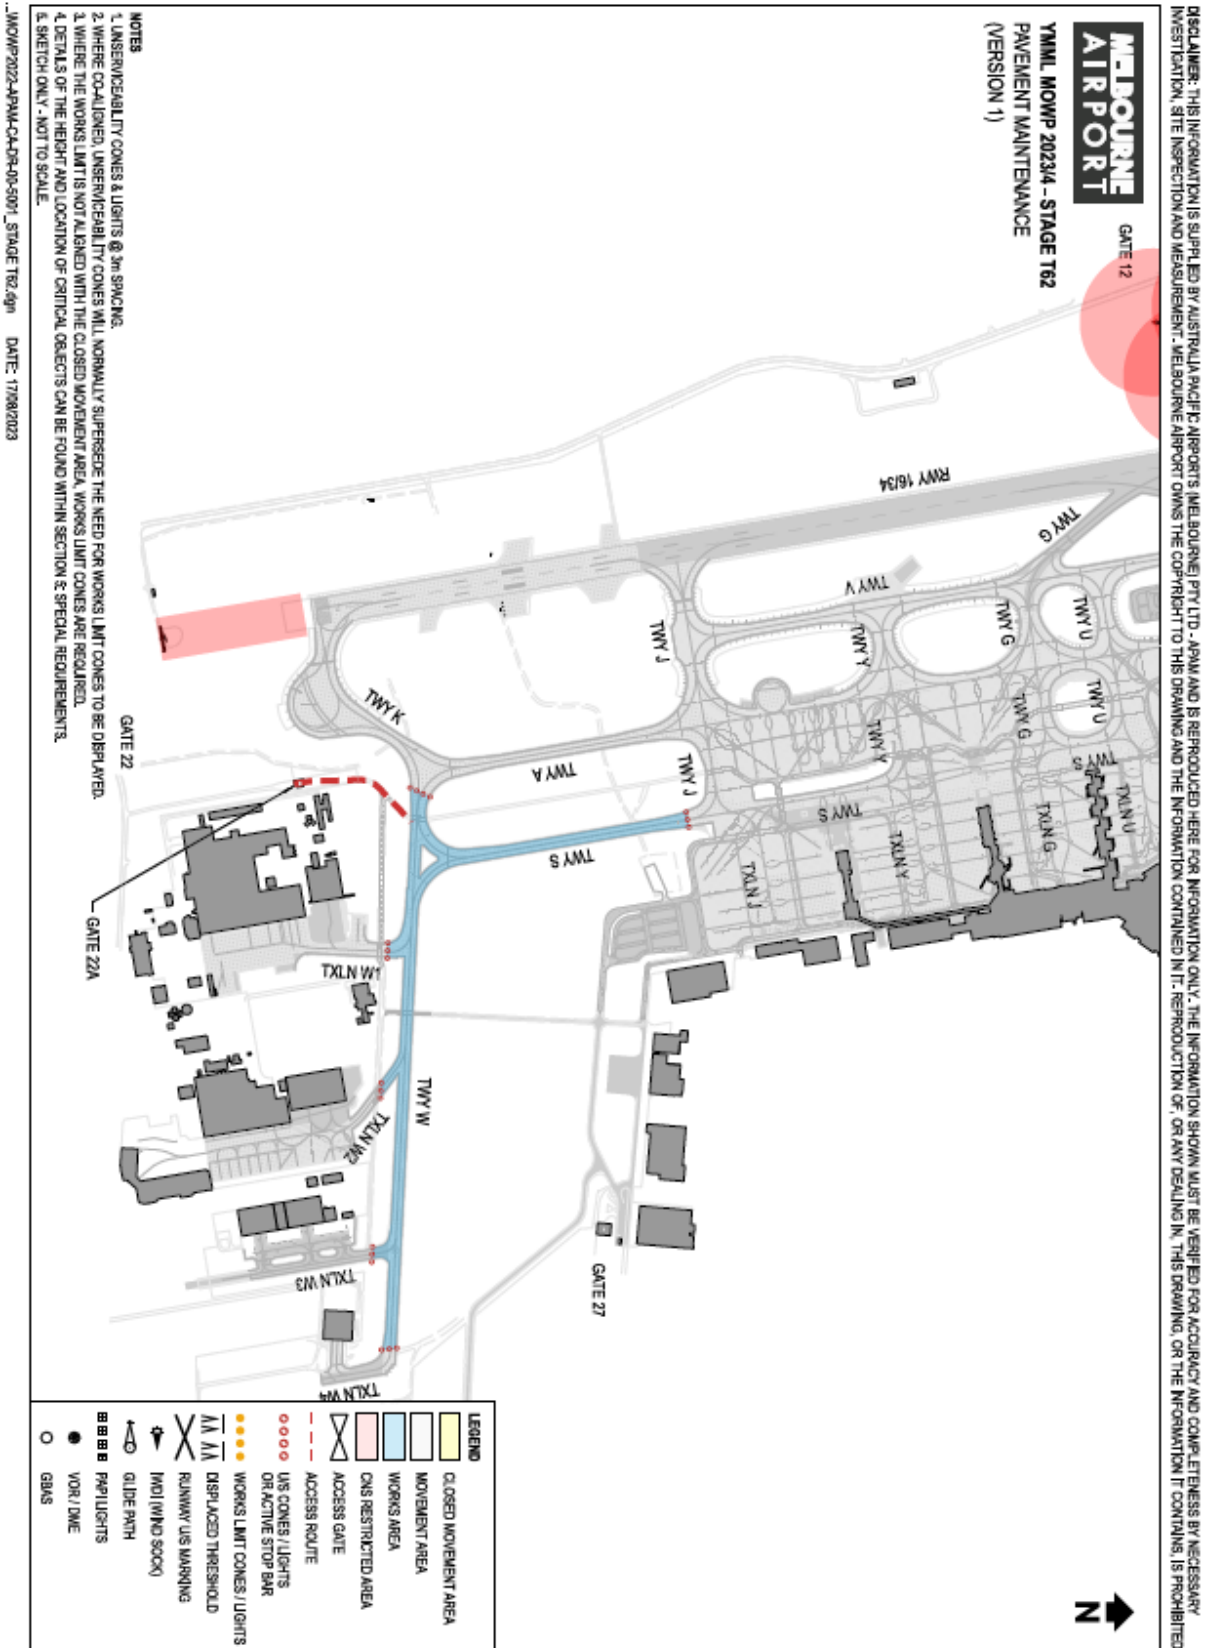 DISCLAIMER: THIS INFORMATION IS SUPPLIED BY AUSTRALIA PACIFIC AIRPORTS (MELBOURNE) PTY LTD - APAM AND IS REPRODUCED HERE FOR INFORMATION ONLY. THE INFORMATION SHOWN MUST BE VERIFIED FOR ACCURACY AND COMPLETENESS BY NECESSARY
INVESTIGATION, SITE INSPECTION AND MEASUREMENT. MELBOURNE AIRPORT OWNS THE COPYRIGHT TO THIS DRAWING AND THE INFORMATION CONTAINED IN IT. REPRODUCTION OF, OR ANY DEALING IN, THIS DRAWING, OR THE INFORMATION IT CONTAINS, IS PROHIBITED
MELBOURNE
AIRPORT
YMML MOWP 2023/4 - STAGE T62
PAVEMENT MAINTENANCE
(VERSION 1)
GATE 12
RWY 16/34
TWY G
TWY V
TWY U
TWY G
TWY Y
TWY J
TWY U
TWY G
TWY Y
TWY K
TWY A
TWY J
TWY S
TWY S
TWY S
TXLN U
TXLN G
TXLN Y
TXLN J
GATE 22
GATE 22A
TXLN W1
TWY W
TXLN W2
TXLN W3
TXLN W4
GATE 27
N
NOTES
1. UNSERVICEABILITY CONES & LIGHTS @ 3m SPACING.
2. WHERE CO-ALIGNED, UNSERVICEABILITY CONES WILL NORMALLY SUPERSEDE THE NEED FOR WORKS LIMIT CONES TO BE DISPLAYED.
3. WHERE THE WORKS LIMIT IS NOT ALIGNED WITH THE CLOSED MOVEMENT AREA, WORKS LIMIT CONES ARE REQUIRED.
4. DETAILS OF THE HEIGHT AND LOCATION OF CRITICAL OBJECTS CAN BE FOUND WITHIN SECTION 5: SPECIAL REQUIREMENTS.
5. SKETCH ONLY - NOT TO SCALE.
LEGEND
CLOSED MOVEMENT AREA
MOVEMENT AREA
WORKS AREA
CNS RESTRICTED AREA
ACCESS GATE
ACCESS ROUTE
U/S CONES / LIGHTS
OR ACTIVE STOP BAR
WORKS LIMIT CONES / LIGHTS
DISPLACED THRESHOLD
RUNWAY U/S MARKING
IWDI (WIND SOCK)
GLIDE PATH
PAPI LIGHTS
VOR / DME
GBAS
...\MOWP2022-APAM-CA-DR-00-5001_STAGE T62.dgn DATE: 17/08/2023